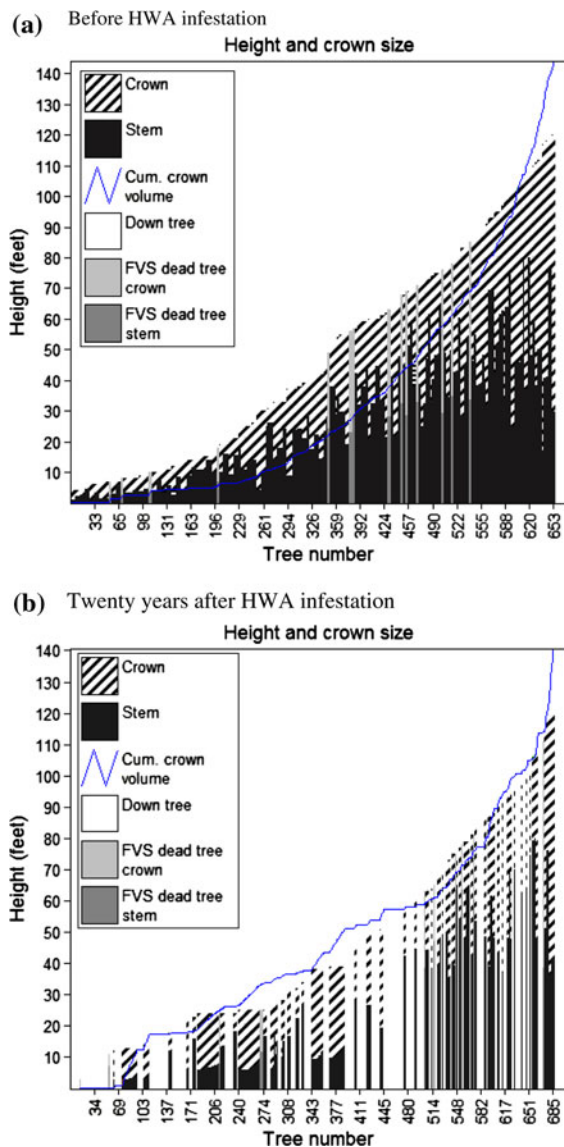 (a) Before HWA infestation
Height and crown size
Height (feet)
140
130
120
110
100
90
80
70
60
50
40
30
20
10
Crown
Stem
Cum. crown
volume
Down tree
FVS dead tree
crown
FVS dead tree
stem
33 65 98 131 163 196 229 261 294 326 359 392 424 457 490 522 555 588 620 653
Tree number
(b) Twenty years after HWA infestation
Height and crown size
Height (feet)
140
130
120
110
100
90
80
70
60
50
40
30
20
10
Crown
Stem
Cum. crown
volume
Down tree
FVS dead tree
crown
FVS dead tree
stem
34 69 103 137 171 206 240 274 308 343 377 411 445 480 514 548 582 617 651 685
Tree number